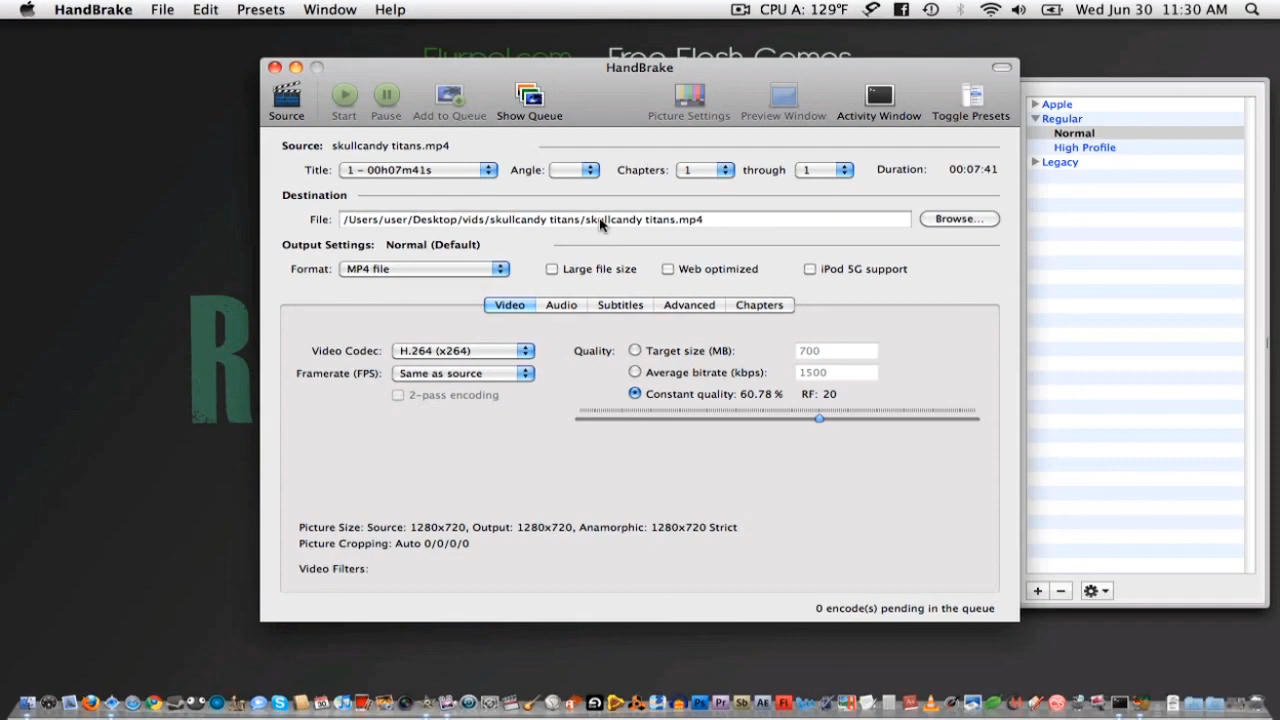 HandBrake File Edit Presets Window Help CPU A: 129°F Wed Jun 30 11:30 AM
Free Flash Games
HandBrake
Source Start Pause Add to Queue Show Queue Picture Settings Preview Window Activity Window Toggle Presets
Source: skullcandy titans.mp4
Title: 1 - 00h07m41s Angle: Chapters: 1 through 1 Duration: 00:07:41
Destination
File: /Users/user/Desktop/vids/skullcandy titans/skullcandy titans.mp4 Browse...
Output Settings: Normal (Default)
Format: MP4 file Large file size Web optimized iPod 5G support
Video Audio Subtitles Advanced Chapters
Video Codec: H.264 (x264) Quality: Target size (MB): 700
Framerate (FPS): Same as source Average bitrate (kbps): 1500
2-pass encoding Constant quality: 60.78 % RF: 20
Picture Size: Source: 1280x720, Output: 1280x720, Anamorphic: 1280x720 Strict
Picture Cropping: Auto 0/0/0/0
Video Filters:
0 encode(s) pending in the queue
Apple
Regular
Normal
High Profile
Legacy
R